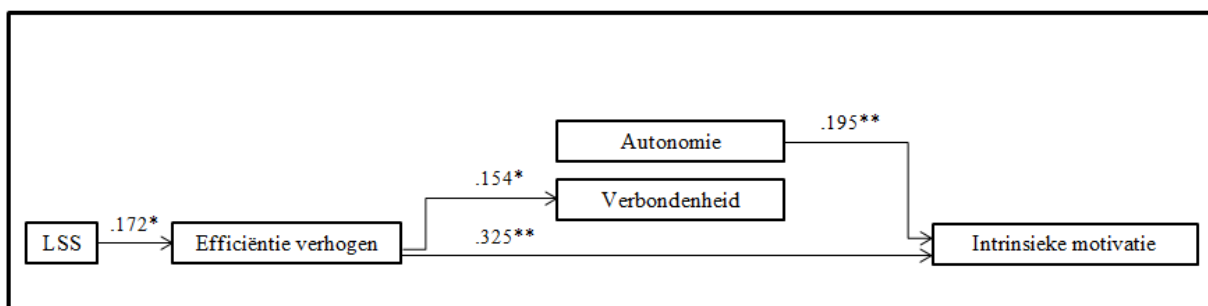 .195**
Autonomie
.154*
Verbondenheid
.172*
LSS
Efficiëntie verhogen
.325**
Intrinsieke motivatie